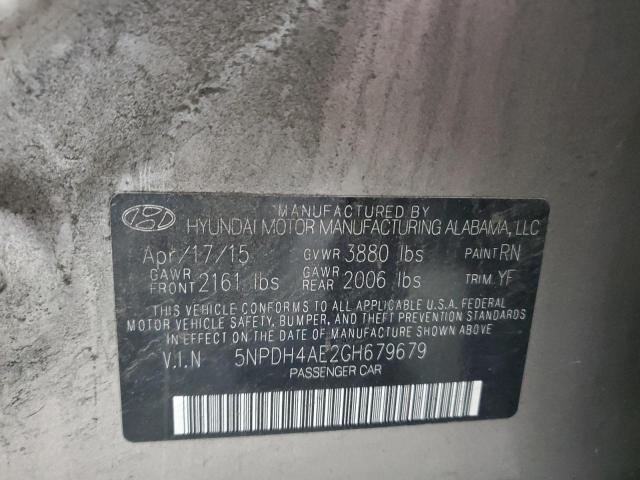 MANUFACTURED BY
HYUNDAI MOTOR MANUFACTURING ALABAMA, LLC
Apr/17/15 GVWR 3880 lbs PAINT RN
GAWR FRONT 2161 lbs GAWR REAR 2006 lbs TRIM YF
THIS VEHICLE CONFORMS TO ALL APPLICABLE U.S.A. FEDERAL
MOTOR VEHICLE SAFETY, BUMPER, AND THEFT PREVENTION STANDARDS
IN EFFECT ON THE DATE OF MANUFACTURE SHOWN ABOVE
V.I.N 5NPDH4AE2GH679679
PASSENGER CAR